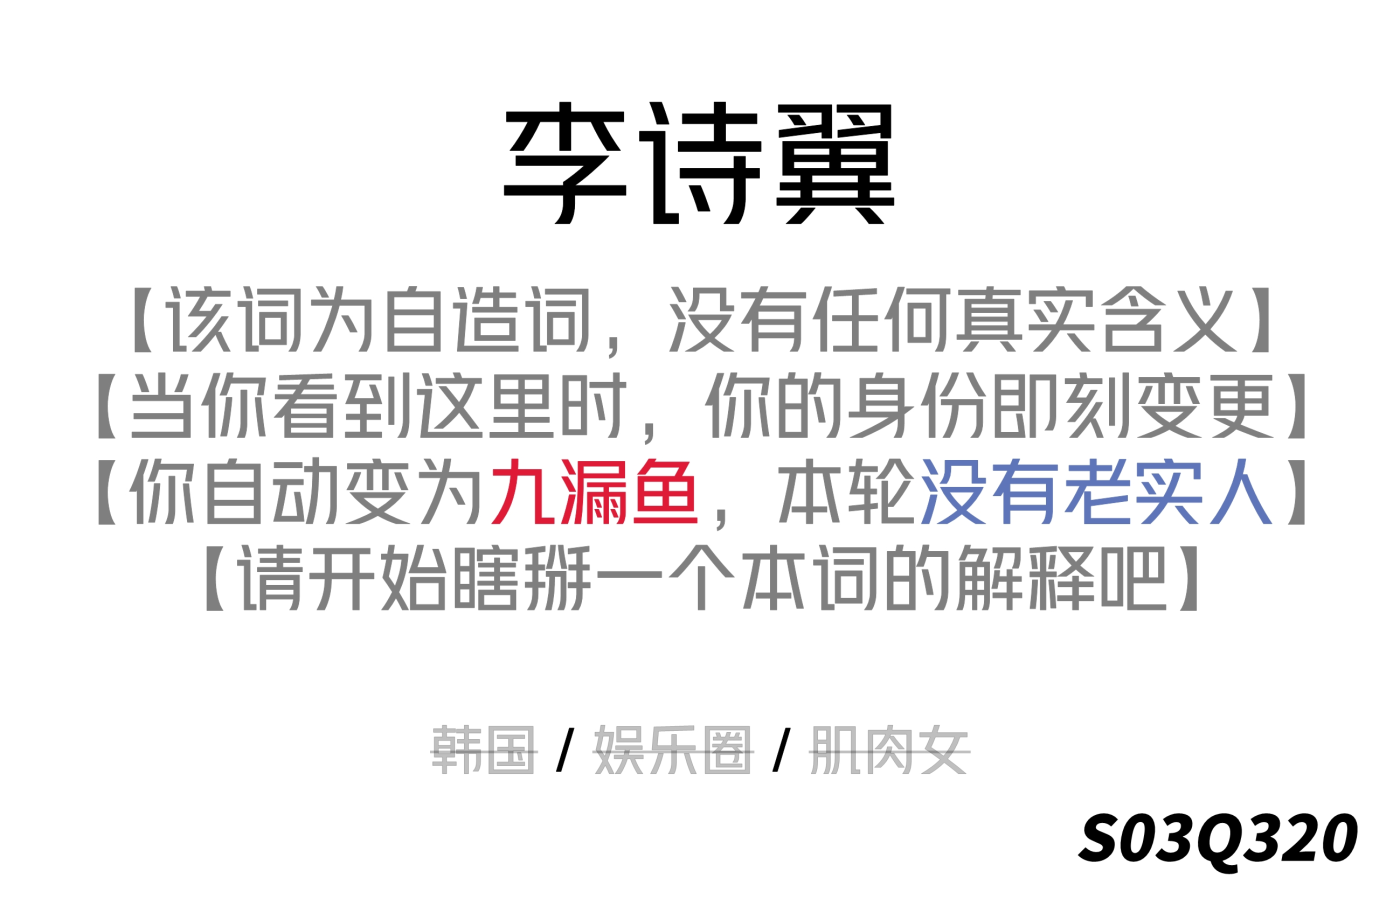 李诗翼
【该词为自造词，没有任何真实含义】
【当你看到这里时，你的身份即刻变更】
【你自动变为九漏鱼，本轮没有老实人】
【请开始瞎掰一个本词的解释吧】
韩国 / 娱乐圈 / 肌肉女
S03Q320